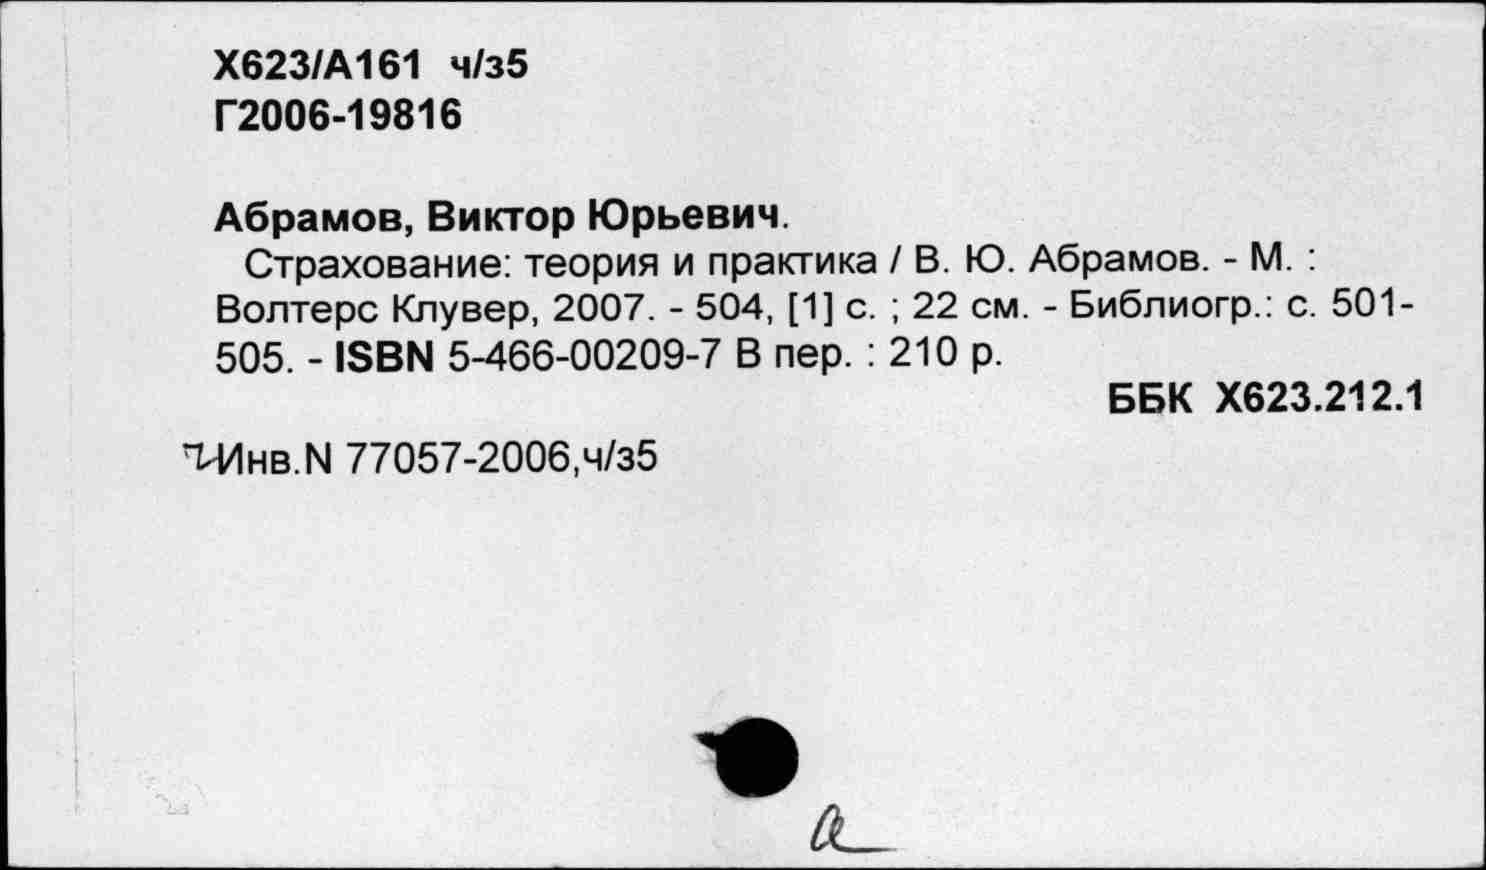 Х623/А161 ч/з5
Г2006-19816
Абрамов, Виктор Юрьевич.
Страхование: теория и практика / В. Ю. Абрамов. - М. :
Волтерс Клувер, 2007. - 504, [1] с. ; 22 см. - Библиогр.: с. 501-
505. - ISBN 5-466-00209-7 В пер. : 210 р.
ББК Х623.212.1
Инв.N 77057-2006,ч/з5
а